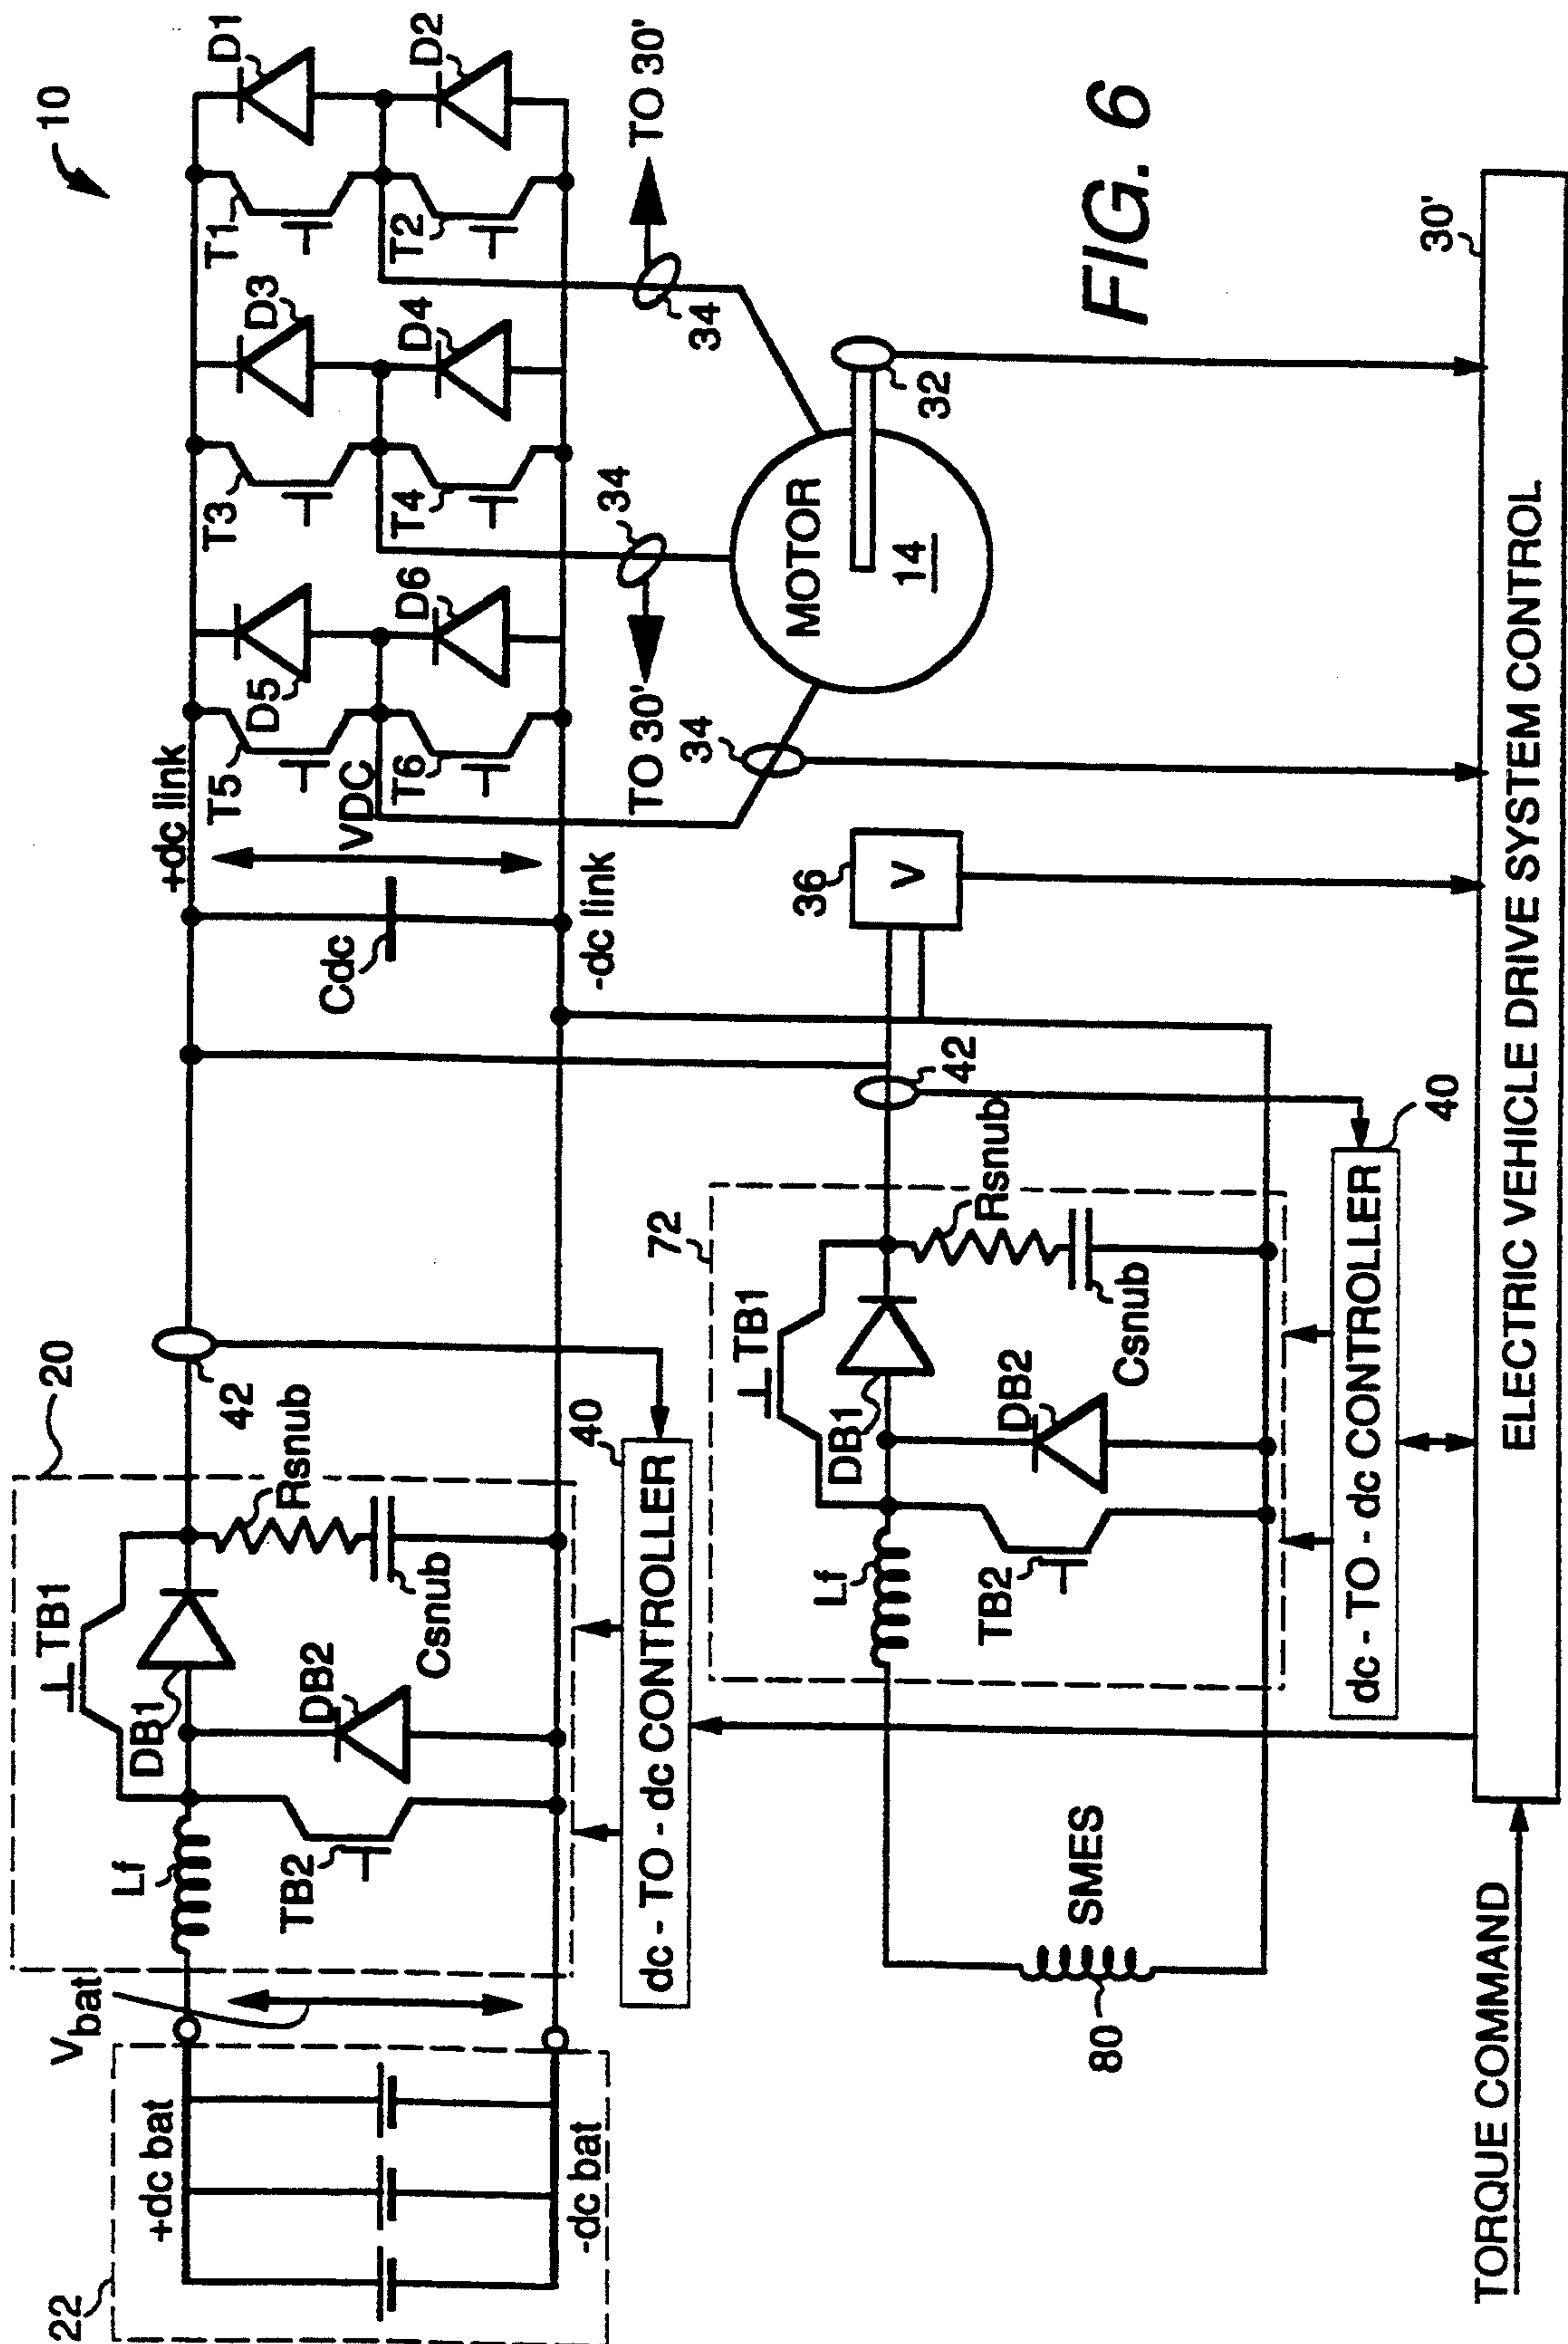 10
22
+dc bat
-dc bat
Vbat
20
Lf
TB1
DB1
TB2
DB2
Rsnub
Csnub
42
40
dc - TO - dc CONTROLLER
+dc link
-dc link
Cdc
VDC
T5
D5
T6
D6
T3
D3
T4
D4
T1
D1
T2
D2
34
TO 30'
34
34
TO 30'
MOTOR
14
32
36
V
72
Lf
TB1
DB1
TB2
DB2
Rsnub
Csnub
42
40
dc - TO - dc CONTROLLER
SMES
80
FIG. 6
30'
TORQUE COMMAND
ELECTRIC VEHICLE DRIVE SYSTEM CONTROL